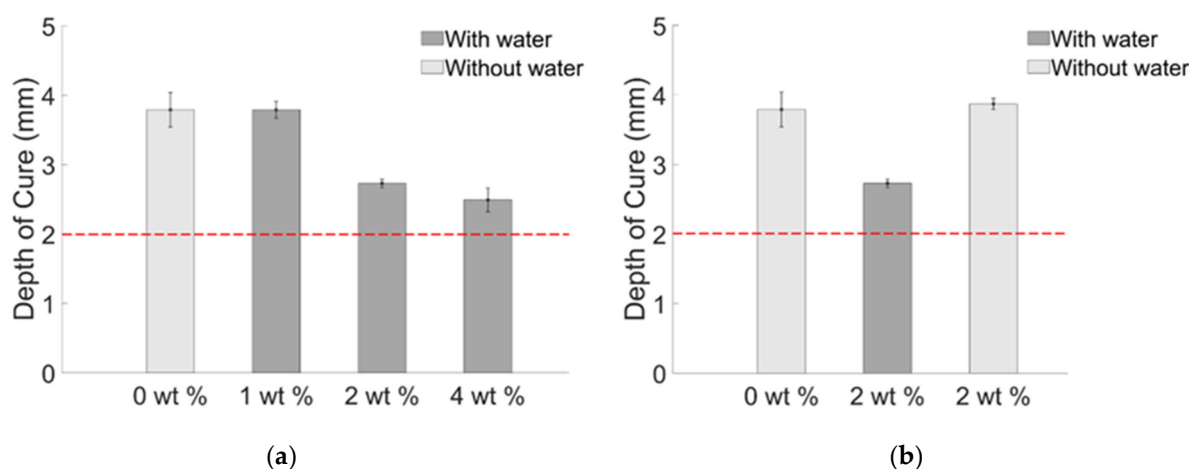 5
4
3
2
1
0
Depth of Cure (mm)
With water
Without water
0 wt % 1 wt % 2 wt % 4 wt %
(a)
5
4
3
2
1
0
Depth of Cure (mm)
With water
Without water
0 wt % 2 wt % 2 wt %
(b)